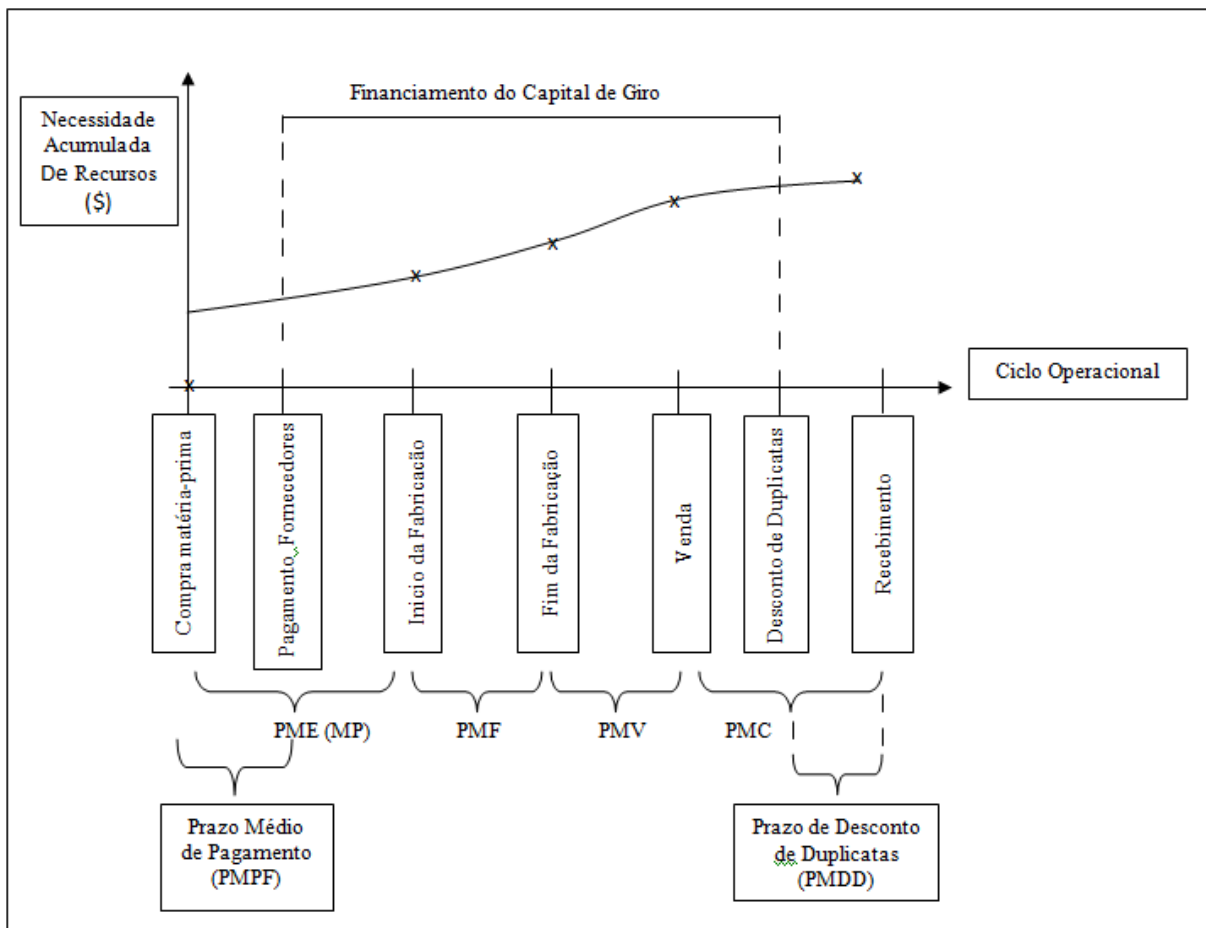 Financiamento do Capital de Giro
Necessidade
Acumulada
De Recursos
($)
x
x
x
x
x
Ciclo Operacional
Compra matéria-prima
Pagamento Fornecedores
Inicio da Fabricação
Fim da Fabricação
Venda
Desconto de Duplicatas
Recebimento
PME (MP)
PMF
PMV
PMC
Prazo Médio
de Pagamento
(PMPF)
Prazo de Desconto
de Duplicatas
(PMDD)